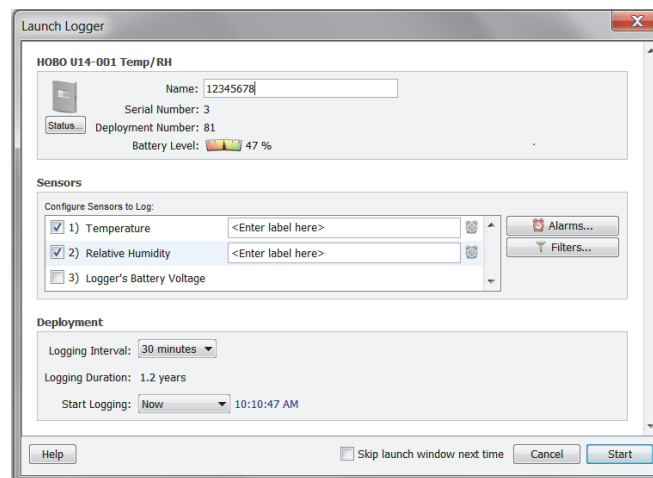 Launch Logger
HOBO U14-001 Temp/RH
Name: 12345678
Serial Number: 3
Status... Deployment Number: 81
Battery Level: 47 %
Sensors
Configure Sensors to Log:
1) Temperature <Enter label here> Alarms...
2) Relative Humidity <Enter label here> Filters...
3) Logger's Battery Voltage
Deployment
Logging Interval: 30 minutes
Logging Duration: 1.2 years
Start Logging: Now 10:10:47 AM
Help Skip launch window next time Cancel Start